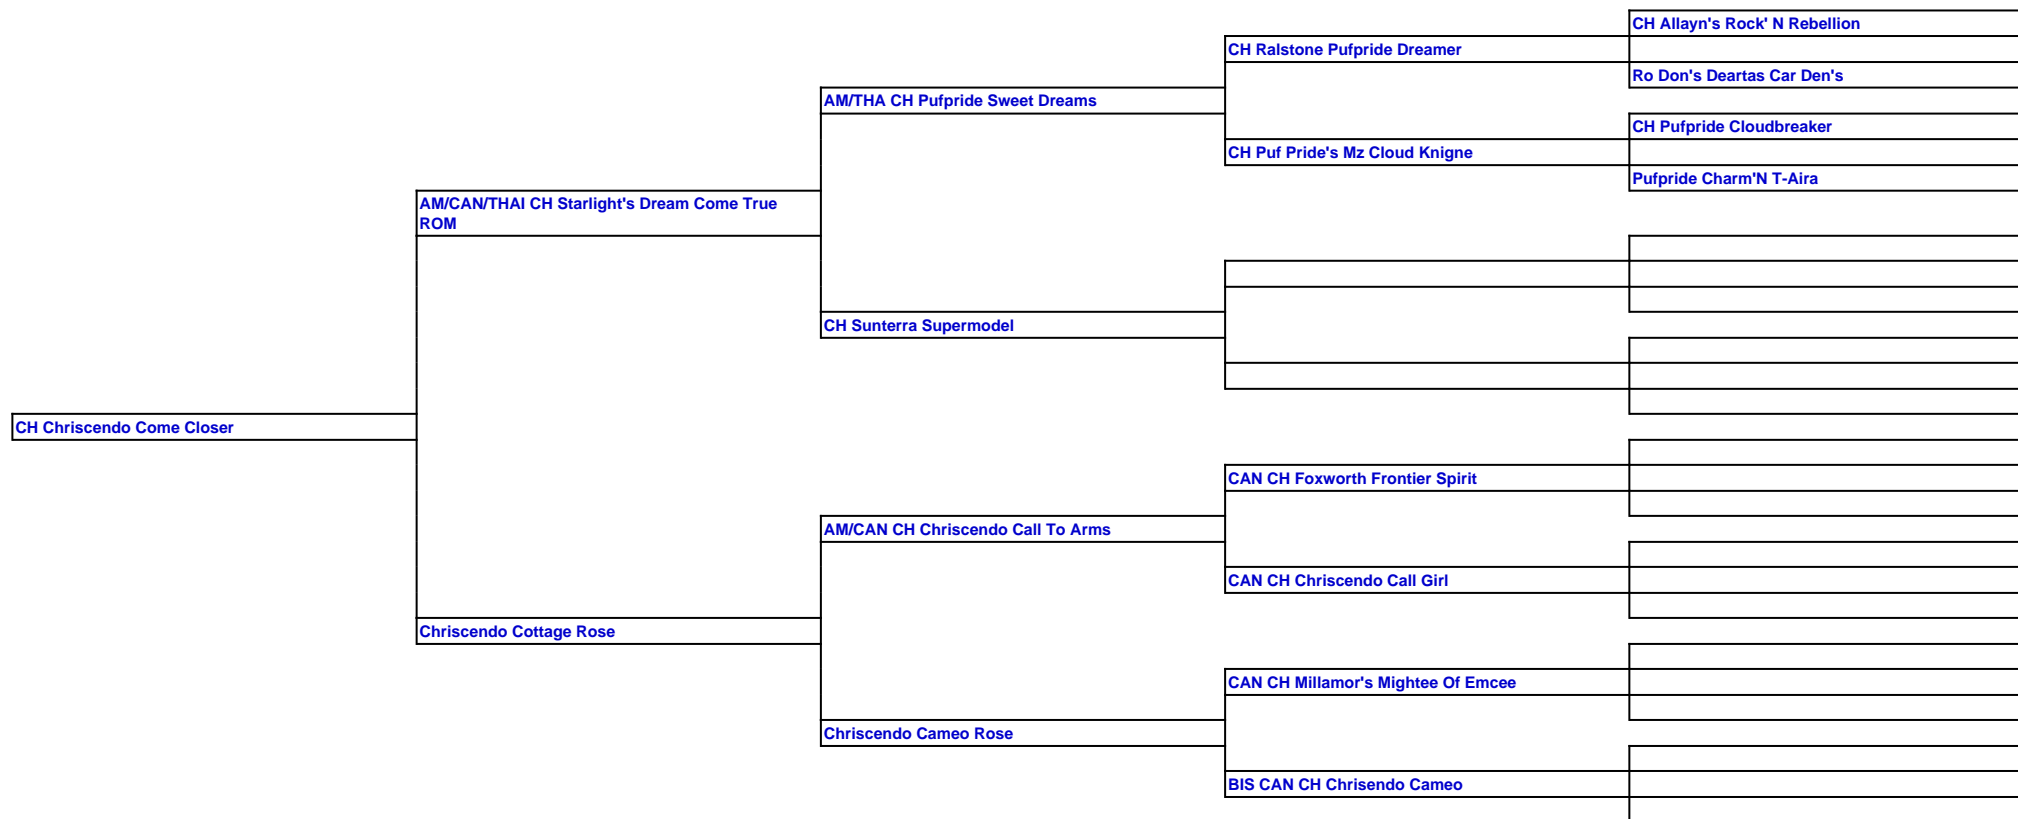 CH Allayn's Rock' N Rebellion
CH Ralstone Pufpride Dreamer
Ro Don's Deartas Car Den's
AM/THA CH Pufpride Sweet Dreams
CH Pufpride Cloudbreaker
CH Puf Pride's Mz Cloud Knigne
Pufpride Charm'N T-Aira
AM/CAN/THAI CH Starlight's Dream Come True
ROM
CH Sunterra Supermodel
CH Chriscendo Come Closer
CAN CH Foxworth Frontier Spirit
AM/CAN CH Chriscendo Call To Arms
CAN CH Chriscendo Call Girl
Chriscendo Cottage Rose
CAN CH Millamor's Mightee Of Emcee
Chriscendo Cameo Rose
BIS CAN CH Chrisendo Cameo